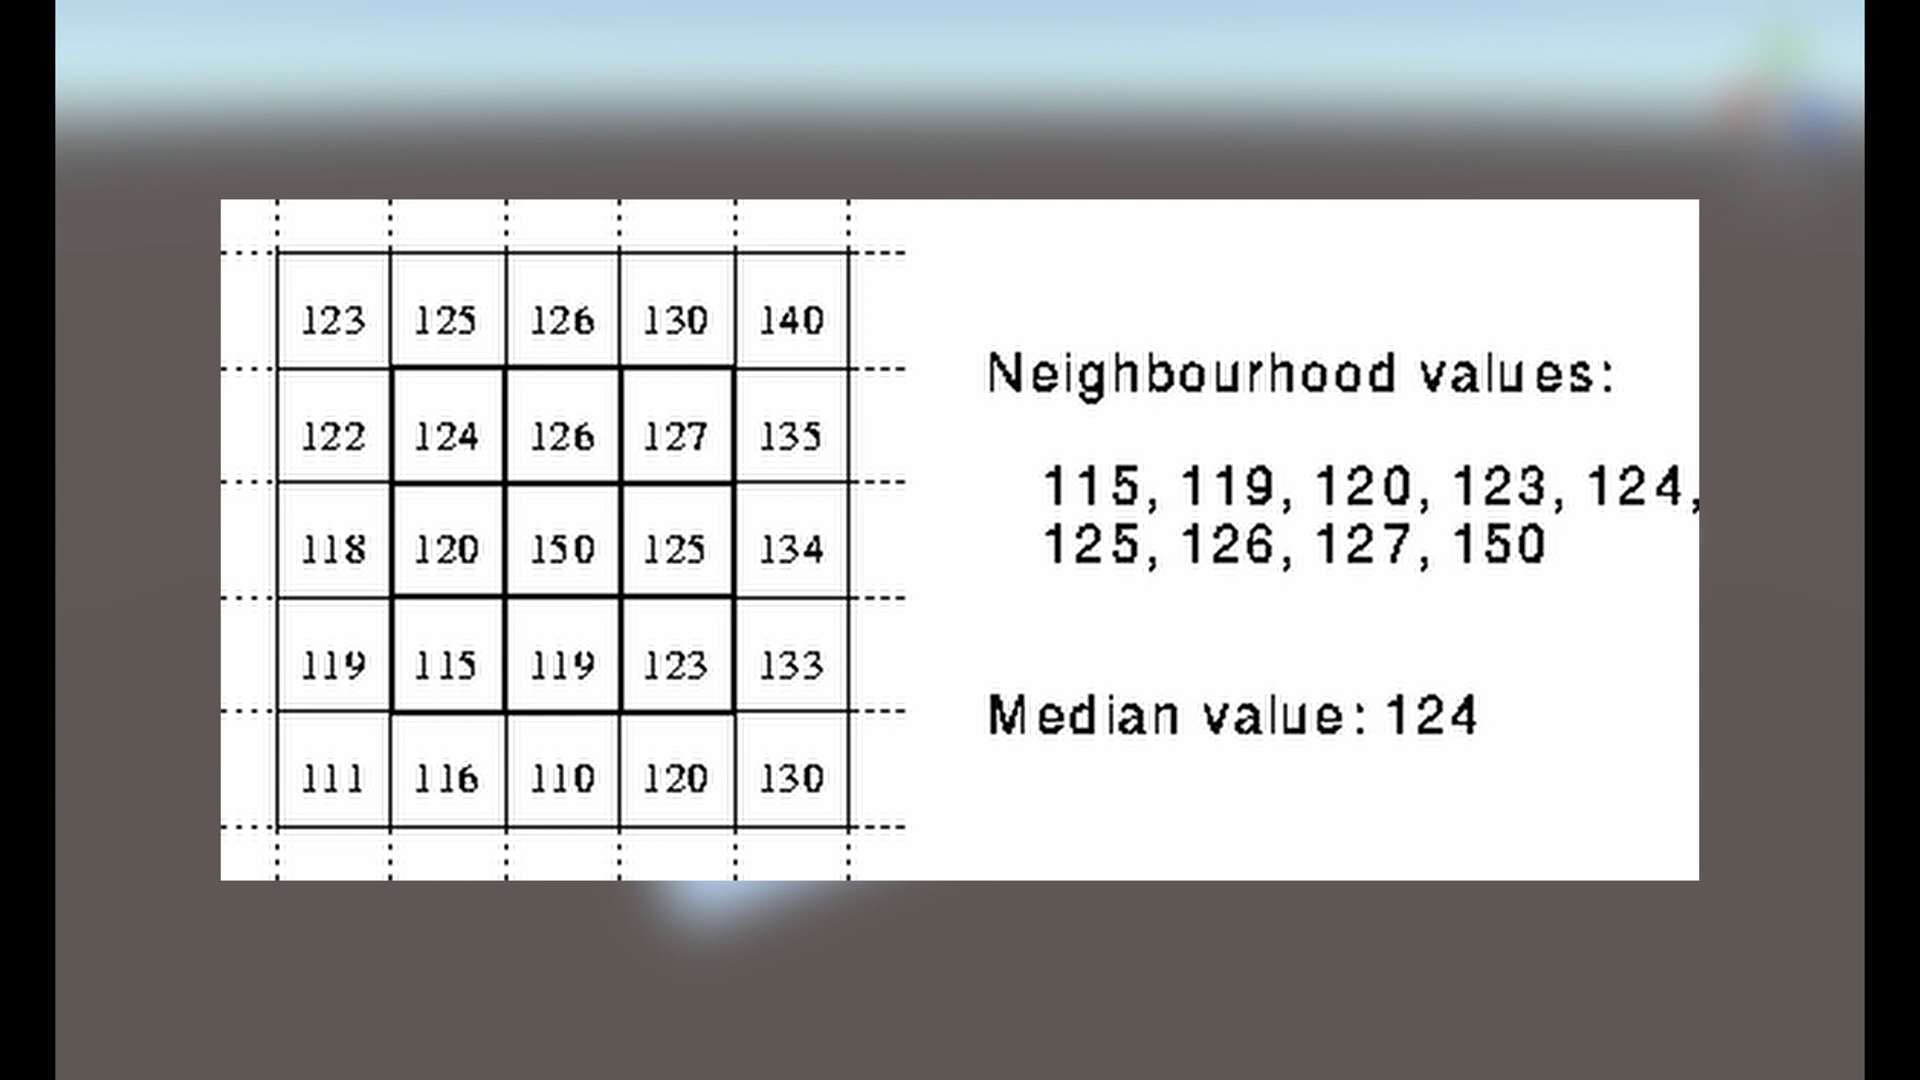 123 125 126 130 140
122 124 126 127 135
118 120 150 125 134
119 115 119 123 133
111 116 110 120 130
Neighbourhood values:
115, 119, 120, 123, 124,
125, 126, 127, 150
Median value: 124